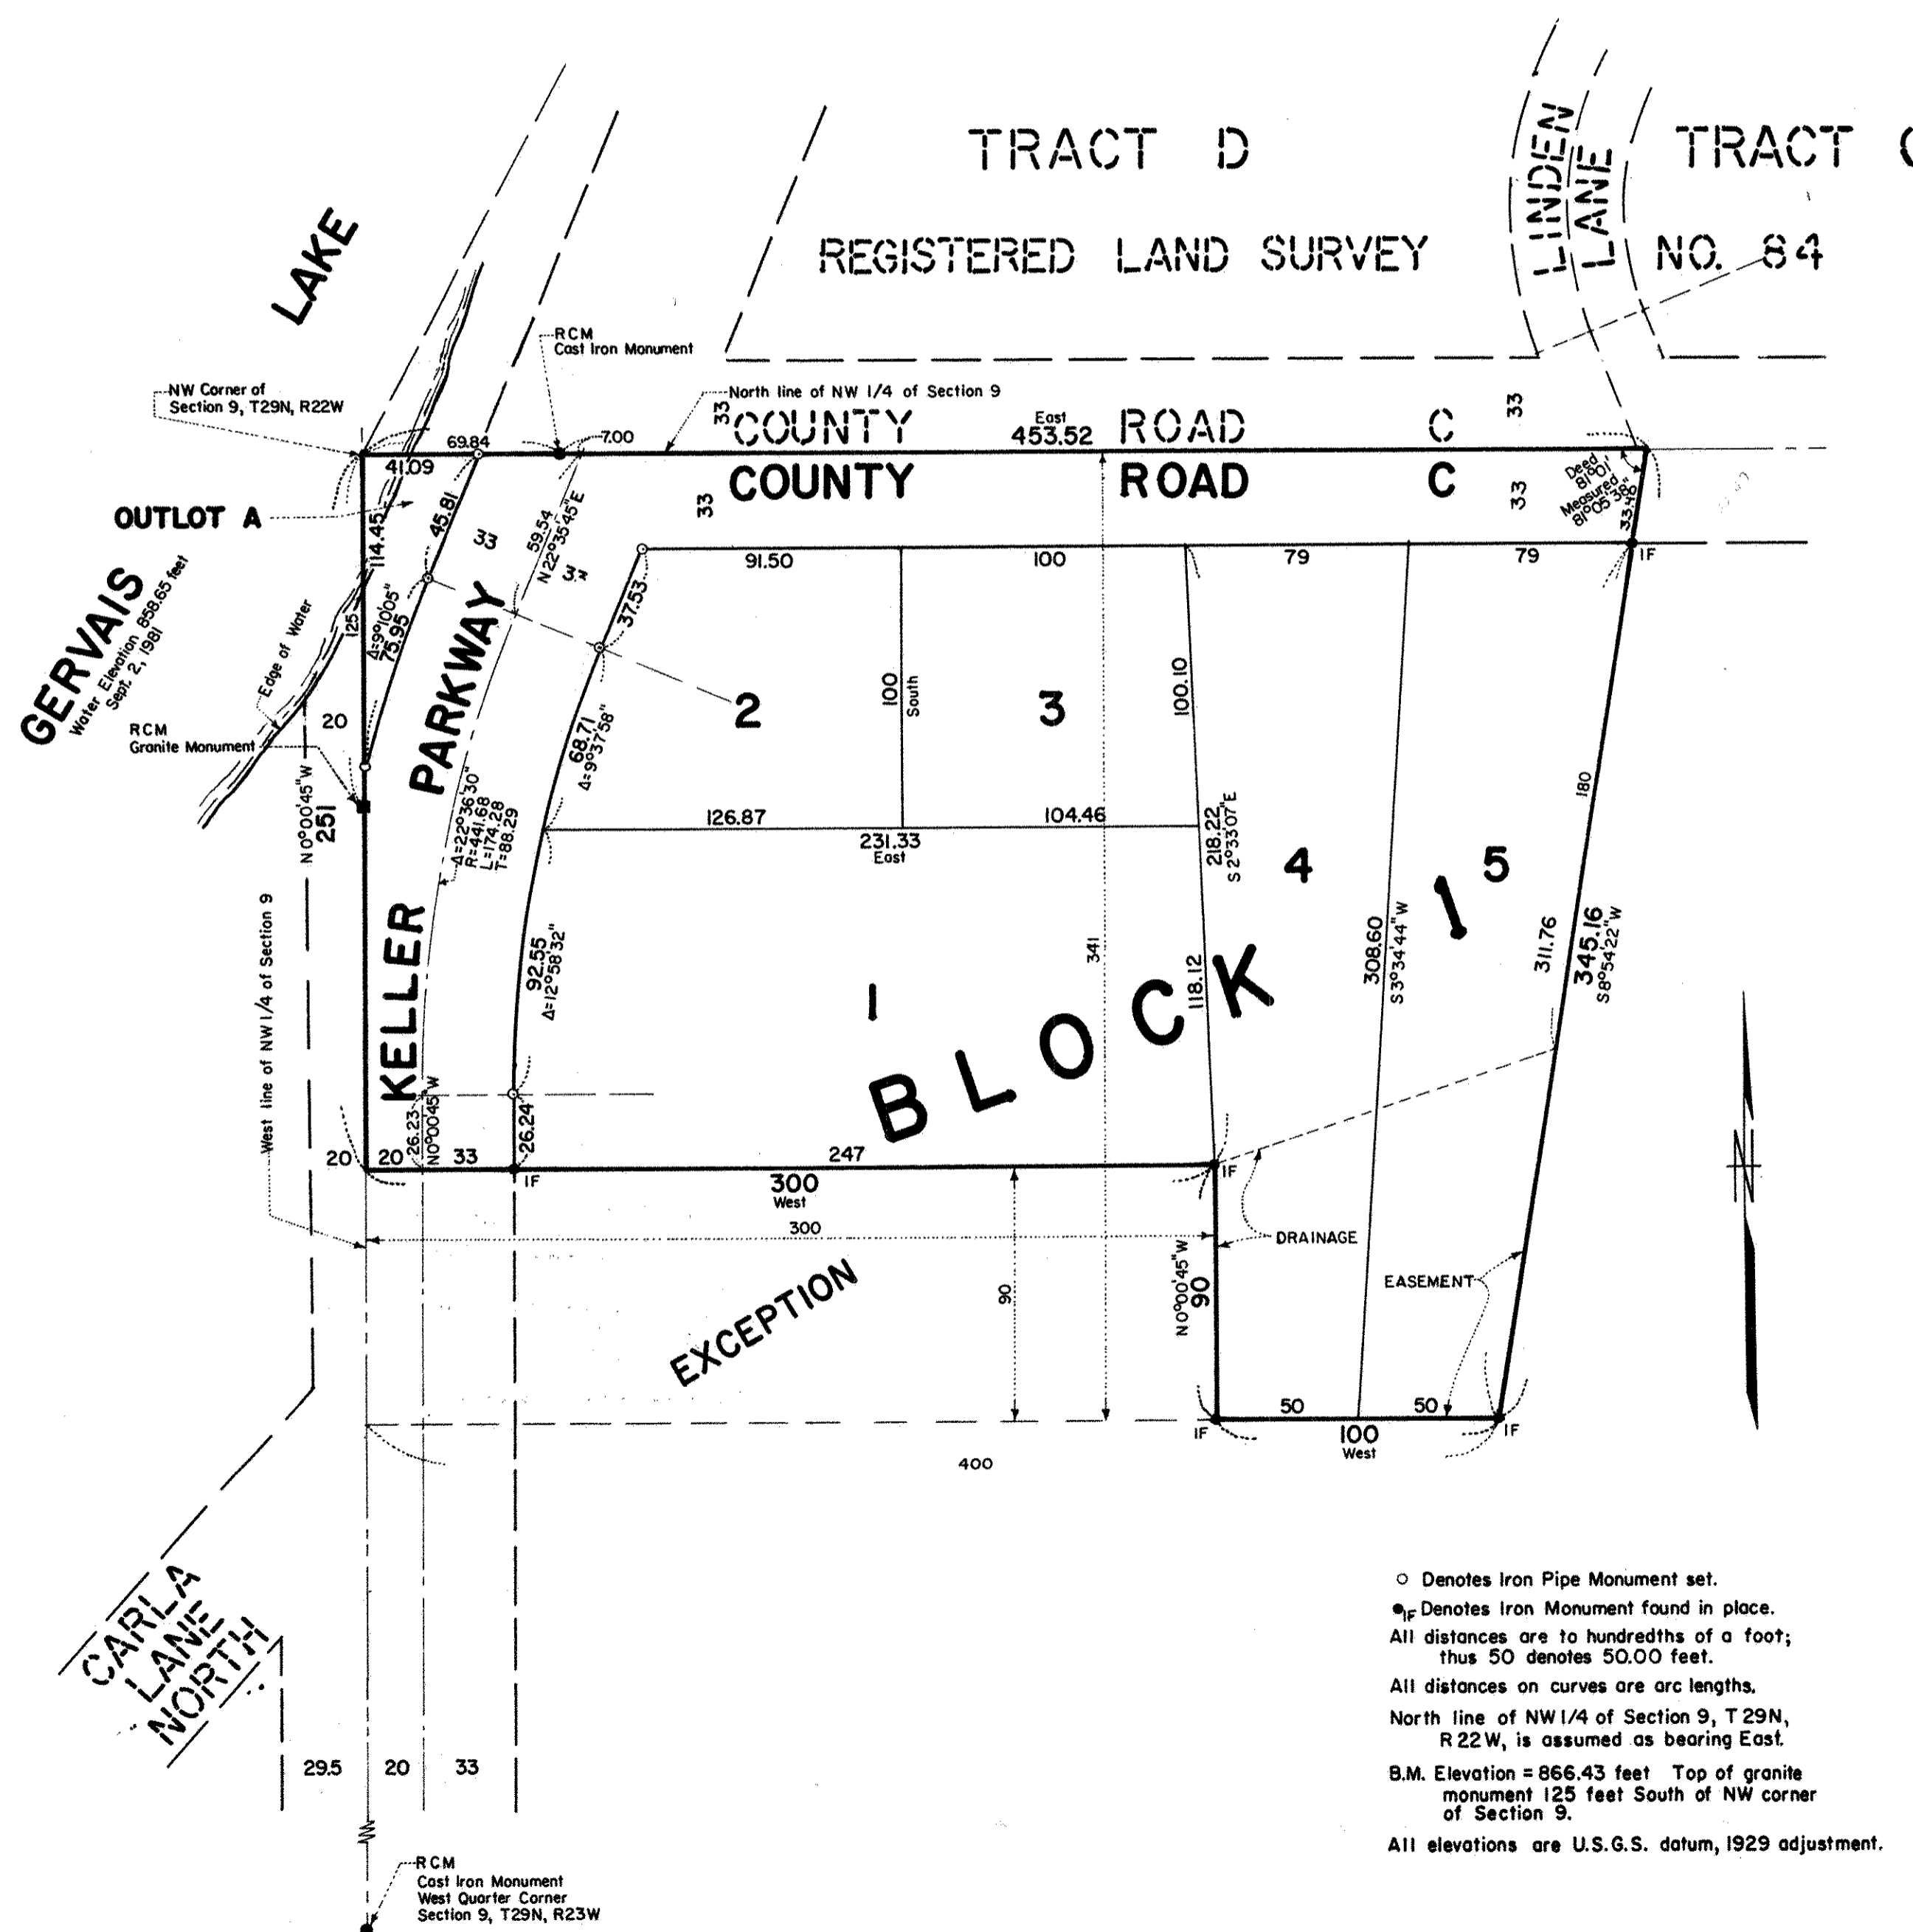 TRACT D
REGISTERED LAND SURVEY
LINDEN
LANE
TRACT
NO. 84
LAKE
GERVAIS
Water Elevation 858.65 feet
Sept. 2, 1981
RCM
Cast Iron Monument
NW Corner of
Section 9, T29N, R22W
North line of NW 1/4 of Section 9
33
COUNTY ROAD C
East
453.52
33
69.84
7.00
41.09
COUNTY ROAD C
33
33
Deed
81°01'
Measured
81°05'38"
33.40
OUTLOT A
114.45
45.81
33
59.54
N 22°35'45"E
33
125
Δ=9°10'05"
75.95
Edge of Water
20
RCM
Granite Monument
N 0°00'45"W
251
91.50
100
79
79
IF
37.53
68.71
Δ=9°37'58"
KELLER PARKWAY
Δ=22°36'30"
R=441.68
L=174.28
T=88.29
2
100
South
3
100.10
126.87
104.46
231.33
East
218.22
S 2°33'07"E
4
5
180
308.60
S 3°34'44"W
311.76
345.16
S 8°54'22"W
341
118.12
92.55
Δ=12°58'32"
1
BLOCK 1
West line of NW 1/4 of Section 9
26.23
N0°00'45"W
26.24
20
20
33
IF
247
300
West
IF
300
DRAINAGE
EASEMENT
90
N 0°00'45"W
90
EXCEPTION
IF
50
50
IF
100
West
400
CARLA
LANE
NORTH
29.5
20
33
RCM
Cast Iron Monument
West Quarter Corner
Section 9, T29N, R23W
N
Denotes Iron Pipe Monument set.
IF Denotes Iron Monument found in place.
All distances are to hundredths of a foot;
thus 50 denotes 50.00 feet.
All distances on curves are arc lengths.
North line of NW 1/4 of Section 9, T 29N,
R 22W, is assumed as bearing East.
B.M. Elevation = 866.43 feet Top of granite
monument 125 feet South of NW corner
of Section 9.
All elevations are U.S.G.S. datum, 1929 adjustment.